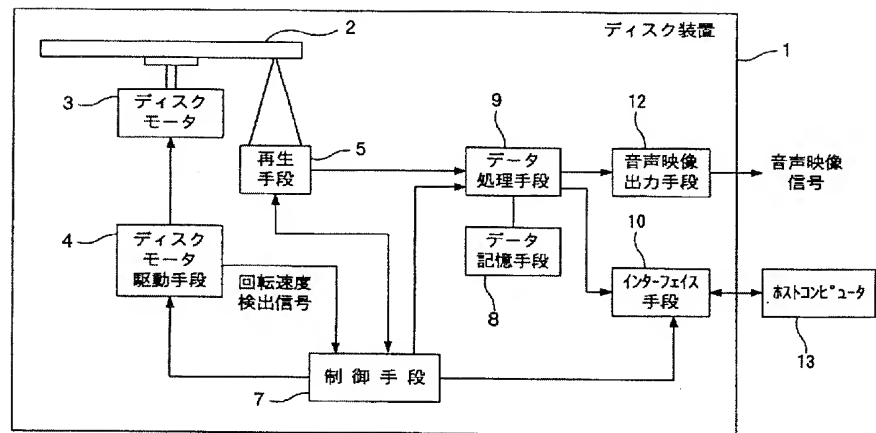 ディスク装置
1
2
3
ディスク
モータ
5
再生
手段
9
データ
処理手段
12
音声映像
出力手段
音声映像
信号
4
ディスク
モータ
駆動手段
回転速度
検出信号
データ
記憶手段
8
10
インターフェイス
手段
ホストコンピュータ
13
制御手段
7